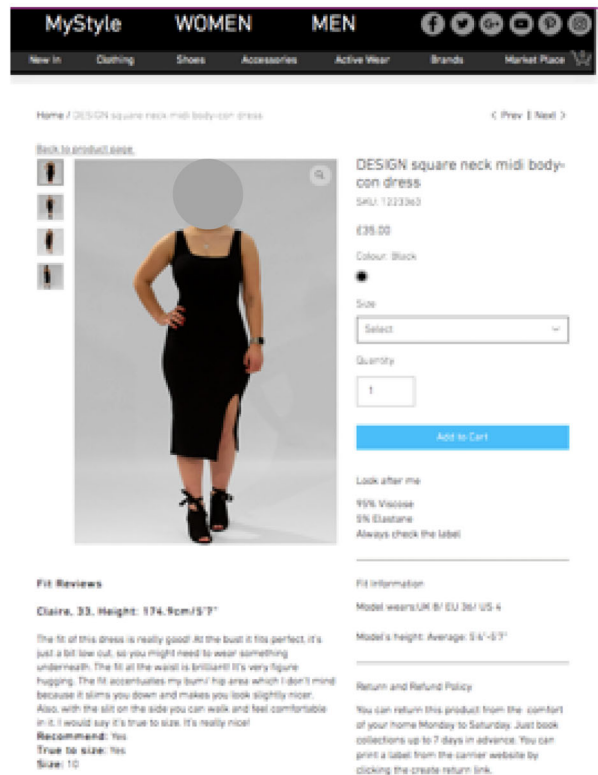 MyStyle WOMEN MEN
New In Clothing Shoes Accessories Active Wear Brands Market Place
Home / DESIGN square neck midi body-con dress
< Prev | Next >
Back to product page
DESIGN square neck midi body-
con dress
SKU: 1223363
£35.00
Colour: Black
Size
Select
Quantity
1
Add to Cart
Look after me
95% Viscose
5% Elastane
Always check the label
Fit Reviews
Claire, 33, Height: 174.9cm/5'7"
The fit of this dress is really good! At the bust it fits perfect, it's
just a bit low cut, so you might need to wear something
underneath. The fit at the waist is brilliant! It's very figure
hugging. The fit accentuates my bum/ hip area which I don't mind
because it slims you down and makes you look slightly nicer.
Also, with the slit on the side you can walk and feel comfortable
in it. I would say it's true to size. It's really nice!
Recommend: Yes
True to size: Yes
Size: 10
Fit Information
Model wears:UK 8/ EU 36/ US 4
Model's height: Average: 5'6"-5'7"
Return and Refund Policy
You can return this product from the comfort
of your home Monday to Saturday. Just book
collections up to 7 days in advance. You can
print a label from the carrier website by
clicking the create return link.